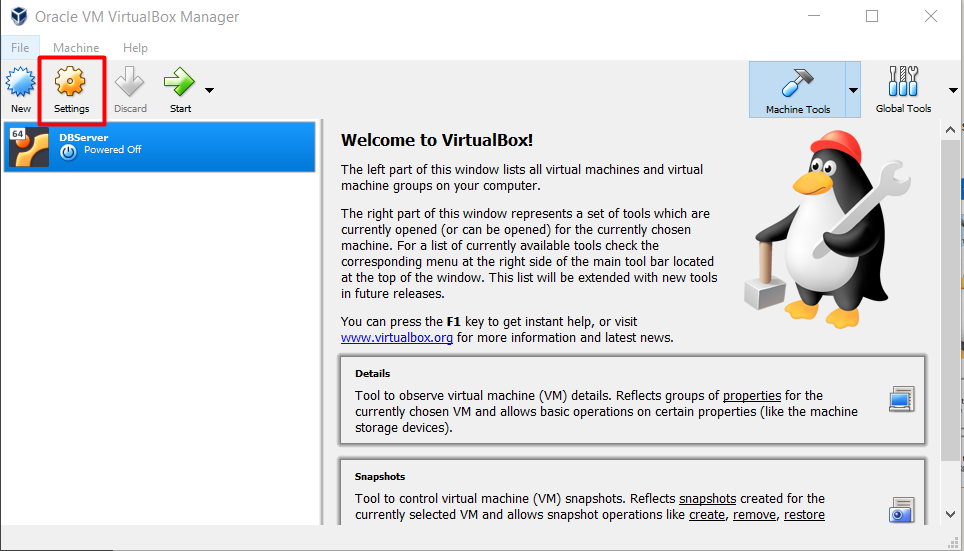 Oracle VM VirtualBox Manager
File Machine Help
New Settings Discard Start Machine Tools Global Tools
64
DBServer
Powered Off
Welcome to VirtualBox!
The left part of this window lists all virtual machines and virtual
machine groups on your computer.
The right part of this window represents a set of tools which are
currently opened (or can be opened) for the currently chosen
machine. For a list of currently available tools check the
corresponding menu at the right side of the main tool bar located
at the top of the window. This list will be extended with new tools
in future releases.
You can press the F1 key to get instant help, or visit
www.virtualbox.org for more information and latest news.
Details
Tool to observe virtual machine (VM) details. Reflects groups of properties for the
currently chosen VM and allows basic operations on certain properties (like the machine
storage devices).
Snapshots
Tool to control virtual machine (VM) snapshots. Reflects snapshots created for the
currently selected VM and allows snapshot operations like create, remove, restore